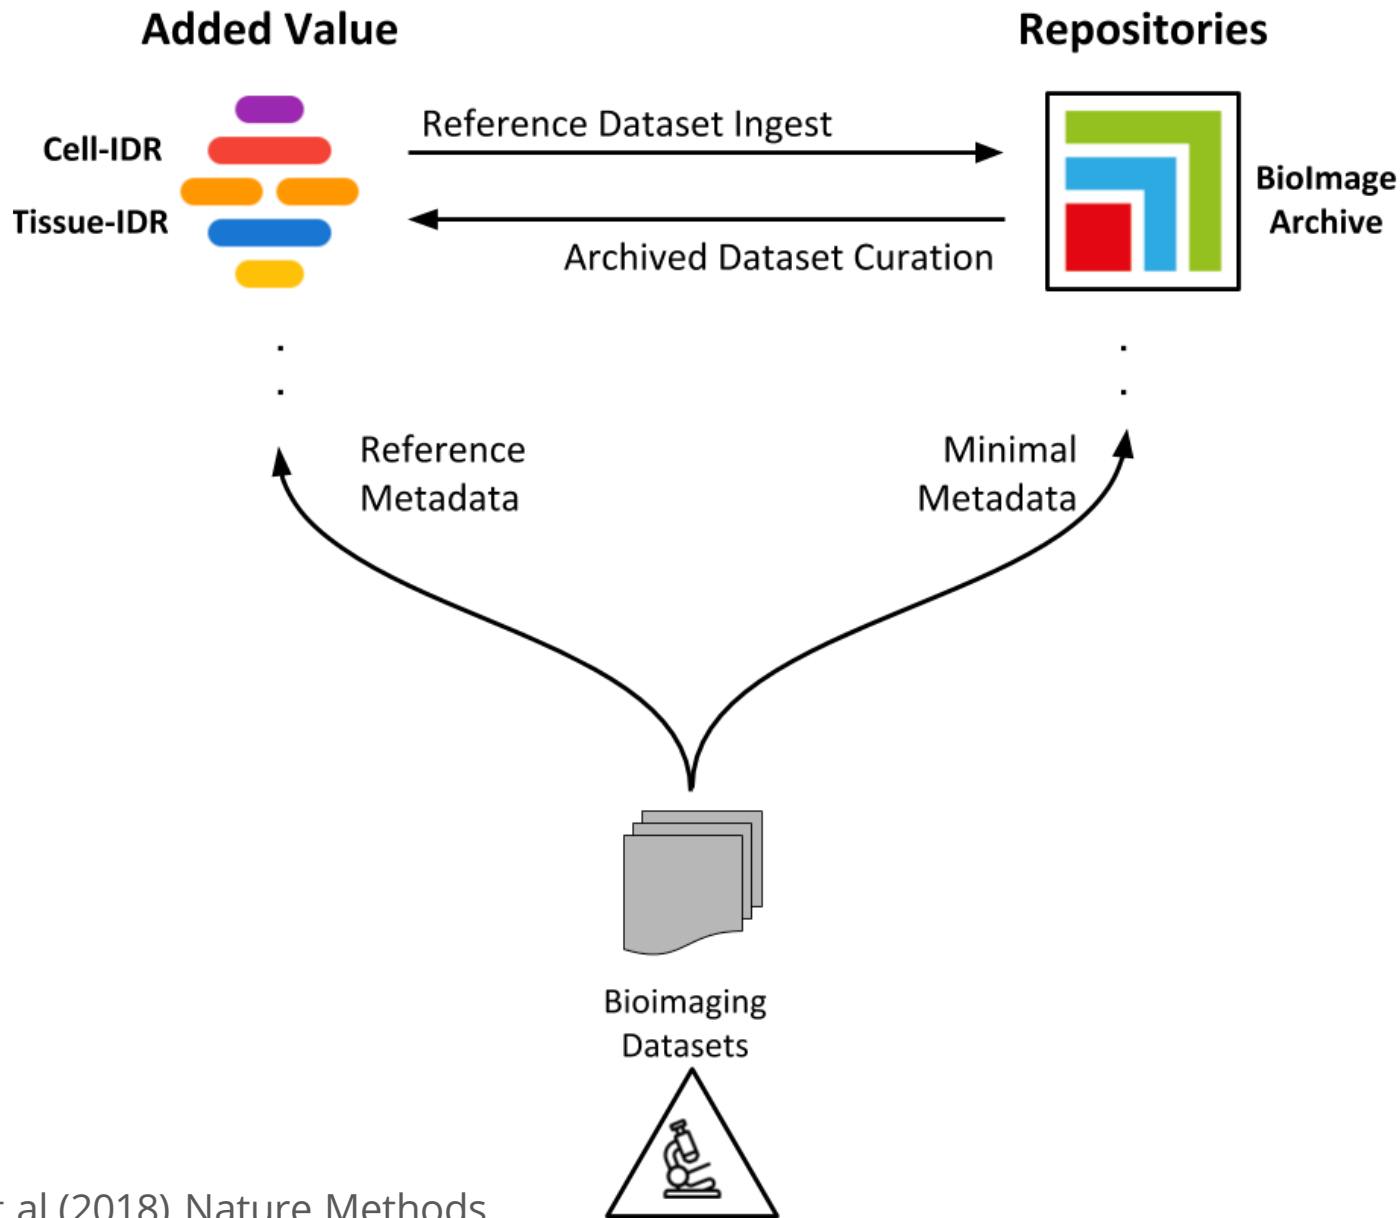 Added Value
Repositories
Cell-IDR
Tissue-IDR
Reference Dataset Ingest
Archived Dataset Curation
BioImage
Archive
Reference
Metadata
Minimal
Metadata
Bioimaging
Datasets
al (2018) Nature Methods